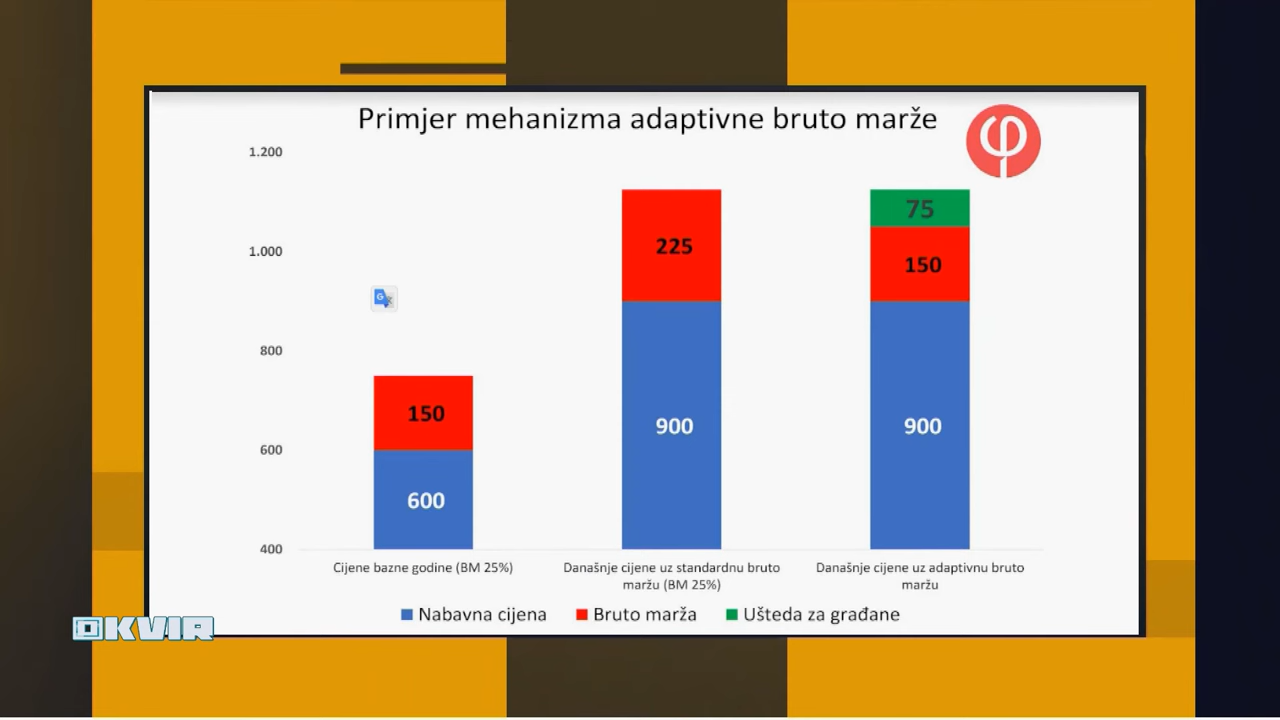 Primjer mehanizma adaptivne bruto marže
φ
1.200
1.000
800
600
400
150
600
225
900
75
150
900
Cijene bazne godine (BM 25%)
Današnje cijene uz standardnu bruto
maržu (BM 25%)
Današnje cijene uz adaptivnu bruto
maržu
Nabavna cijena
Bruto marža
Ušteda za građane
OKVIR
G